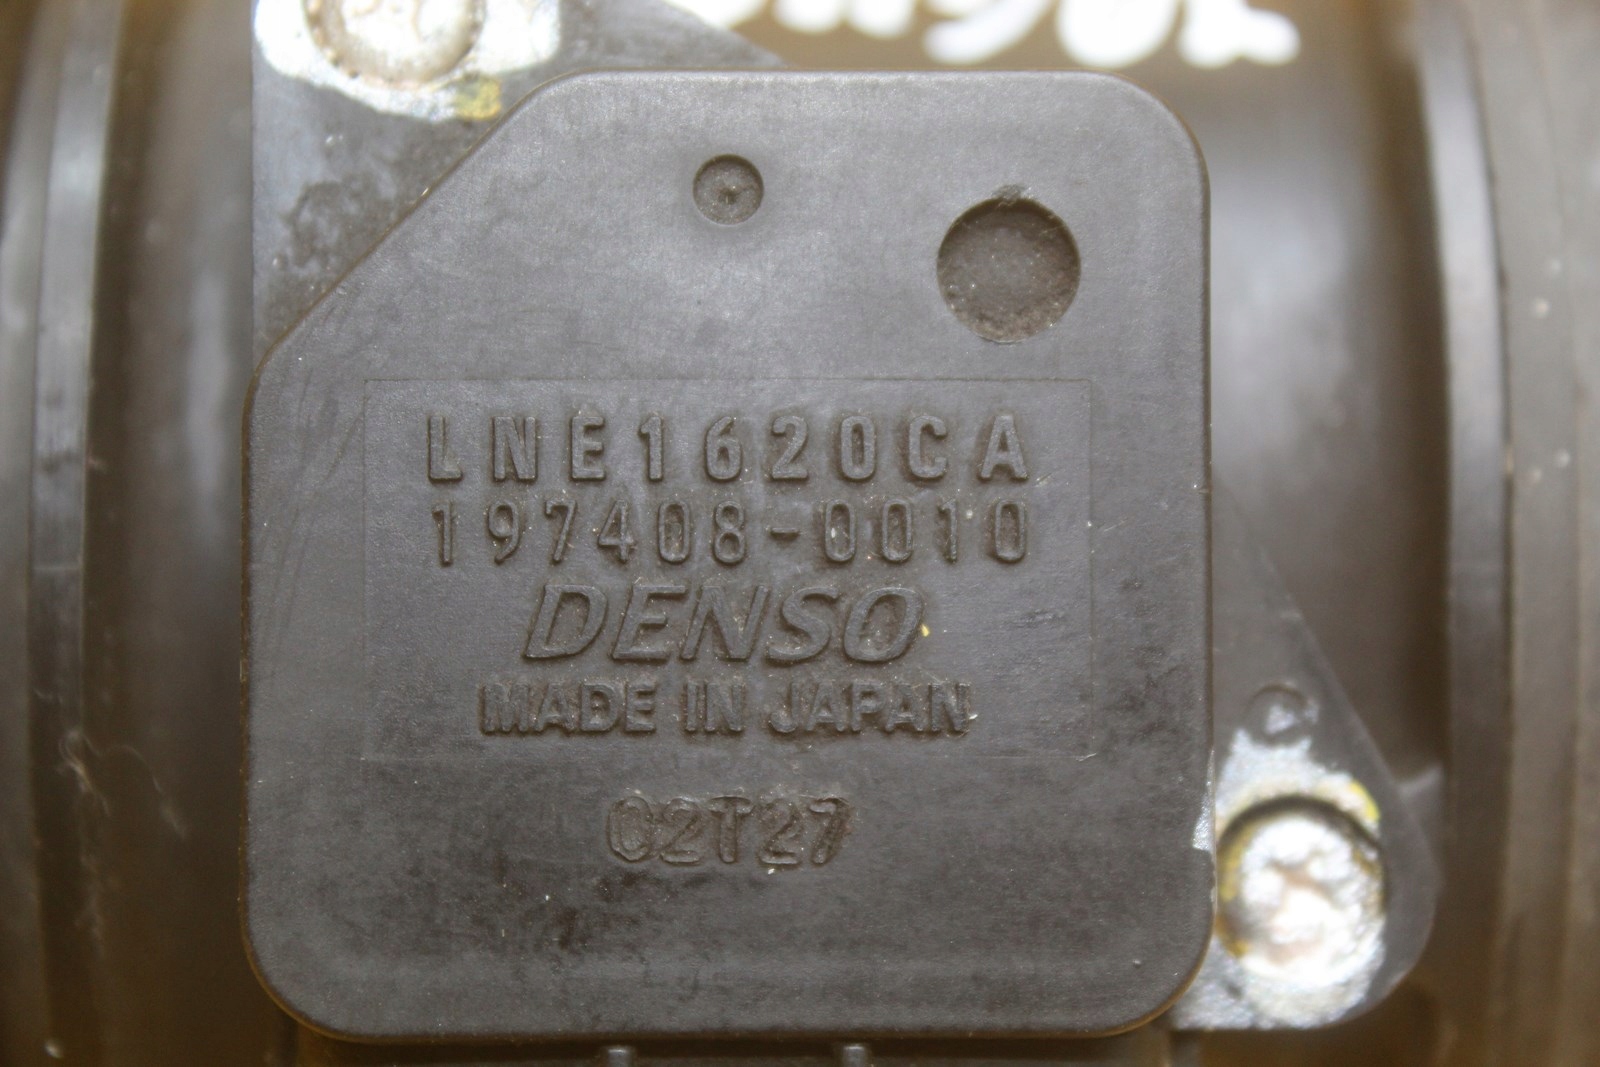 LNE1620CA
197408-0010
DENSO
MADE IN JAPAN
02T27